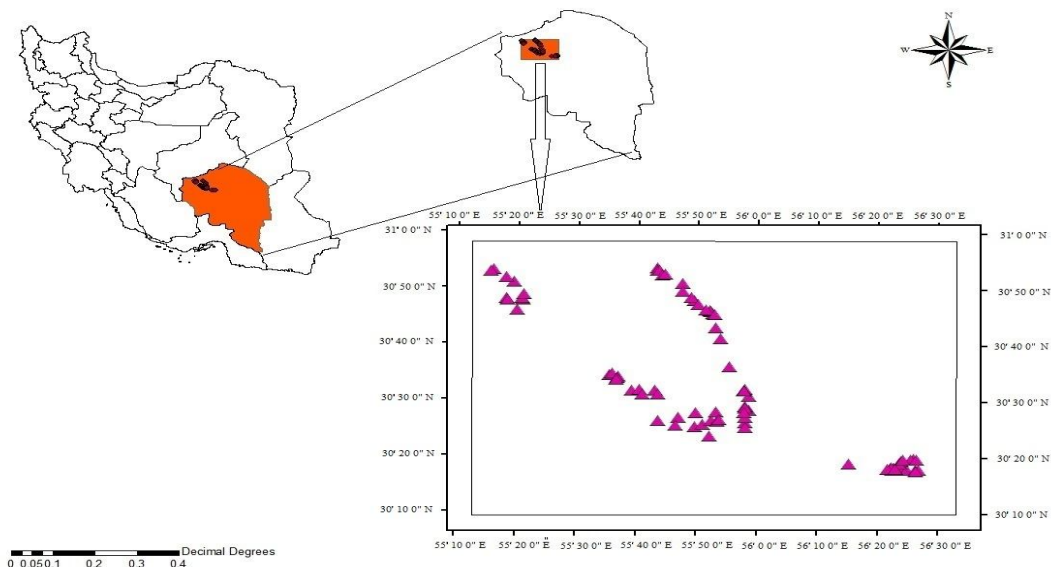 N
W E
S
55°10'0" E 55°20'0" E 55°30'0" E 55°40'0" E 55°50'0" E 56°0'0" E 56°10'0" E 56°20'0" E 56°30'0" E
31°0'0" N 31°0'0" N
30°50'0" N 30°50'0" N
30°40'0" N 30°40'0" N
30°30'0" N 30°30'0" N
30°20'0" N 30°20'0" N
30°10'0" N 30°10'0" N
55°10'0" E 55°20'0" E 55°30'0" E 55°40'0" E 55°50'0" E 56°0'0" E 56°10'0" E 56°20'0" E 56°30'0" E
Decimal Degrees
0 0.050.1 0.2 0.3 0.4